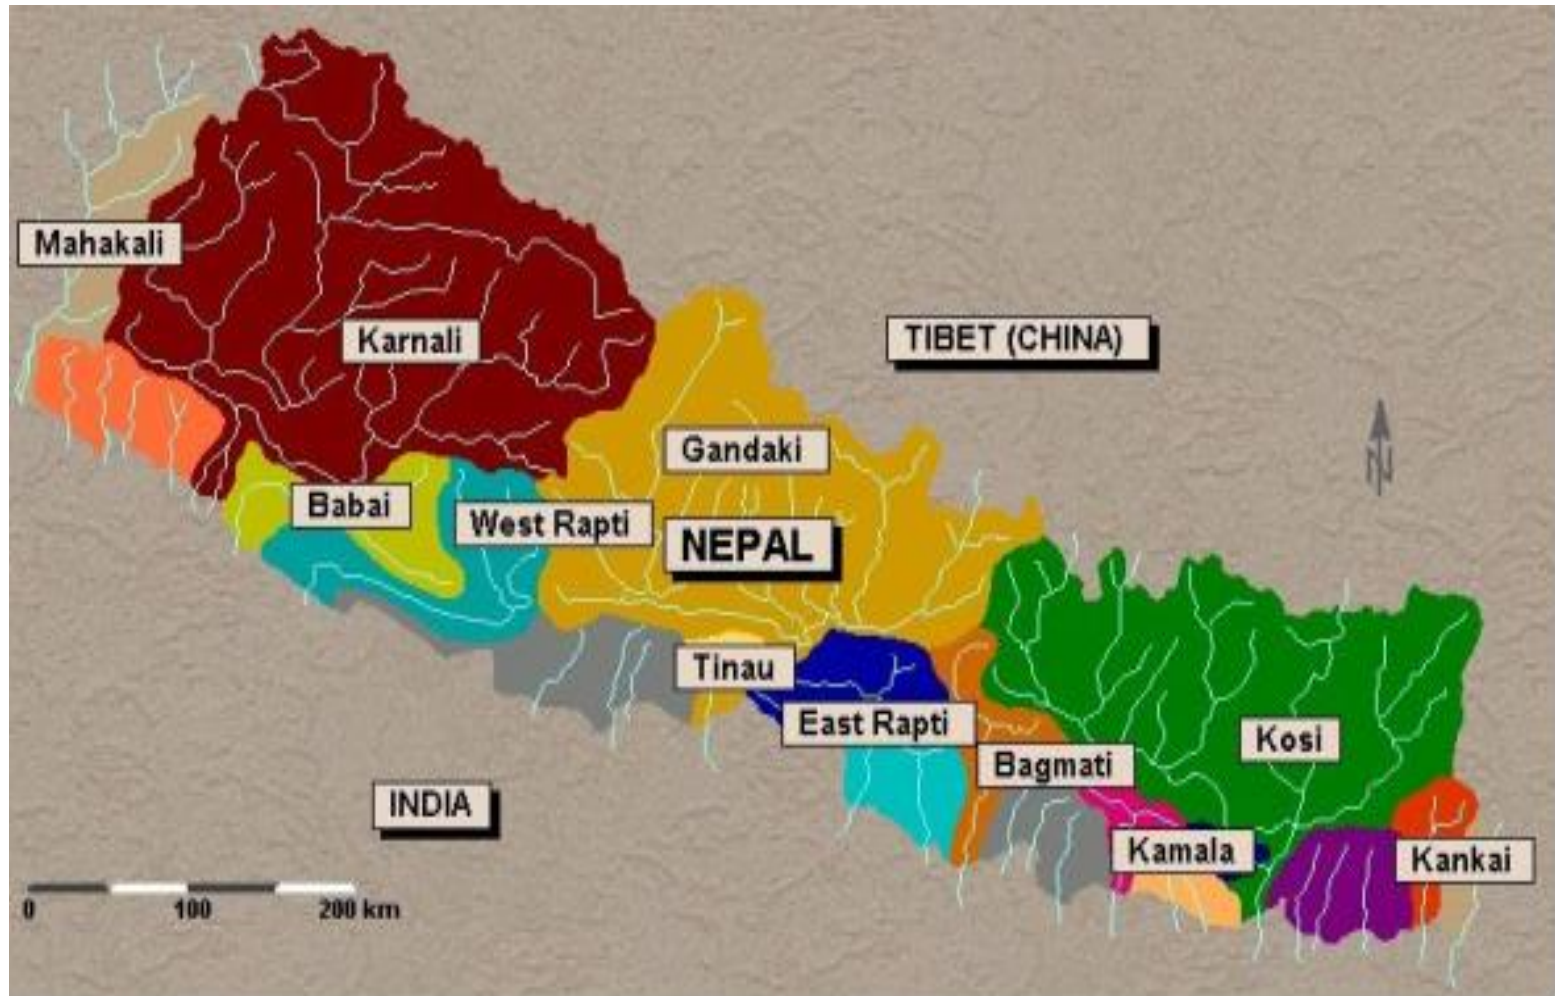 Mahakali
Karnali
TIBET (CHINA)
Gandaki
Babai
West Rapti
NEPAL
N
Tinau
East Rapti
Kosi
Bagmati
INDIA
Kamala
Kankai
0 100 200 km